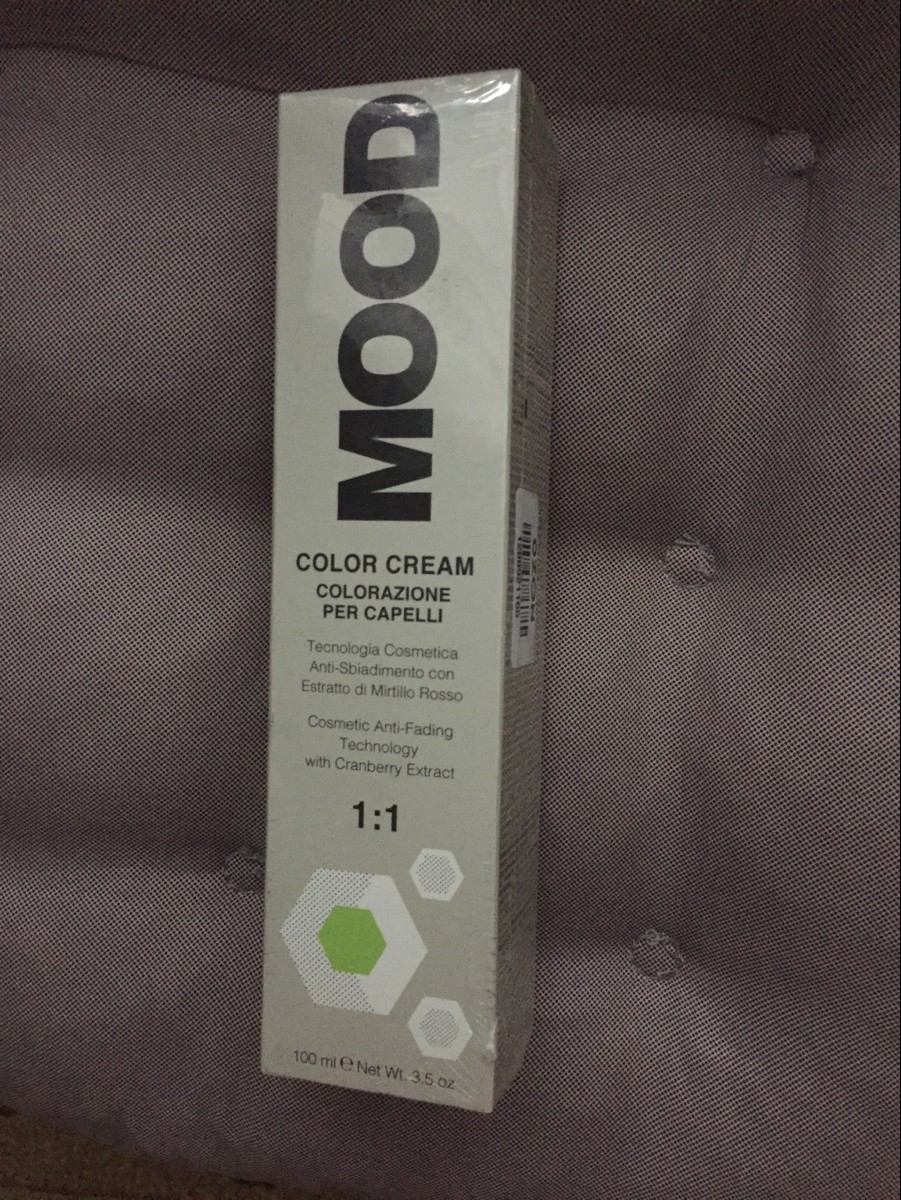 MOOD
COLOR CREAM
COLORAZIONE
PER CAPELLI
Tecnologia Cosmetica
Anti-Sbiadimento con
Estratto di Mirtillo Rosso
Cosmetic Anti-Fading
Technology
with Cranberry Extract
1:1
100 ml e Net Wt. 3.5 oz